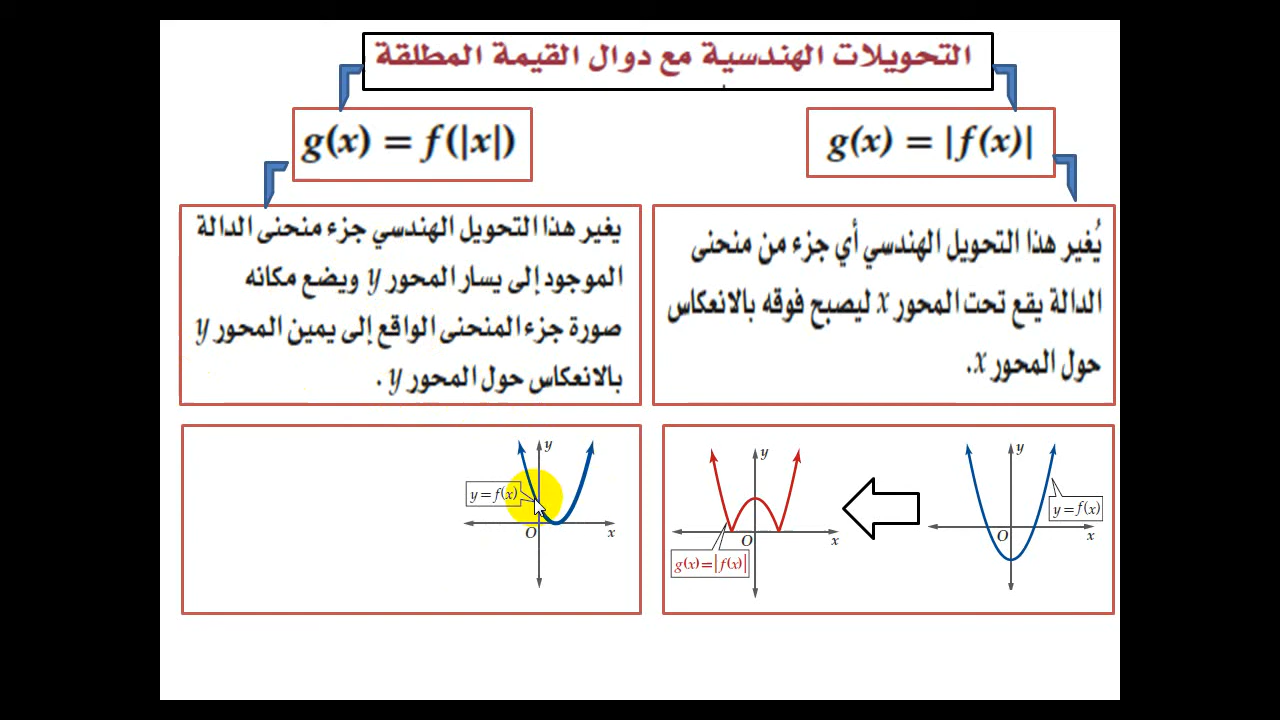 التحويلات الهندسية مع دوال القيمة المطلقة
g(x) = |f(x)|
يُغير هذا التحويل الهندسي أي جزء من منحنى
الدالة يقع تحت المحور x ليصبح فوقه بالانعكاس
حول المحور x.
g(x) = f(|x|)
يغير هذا التحويل الهندسي جزء منحنى الدالة
الموجود إلى يسار المحور y ويضع مكانه
صورة جزء المنحنى الواقع إلى يمين المحور y
بالانعكاس حول المحور y .
y
y = f(x)
O
x
y
O
x
g(x) = |f(x)|
y
y = f(x)
O
x